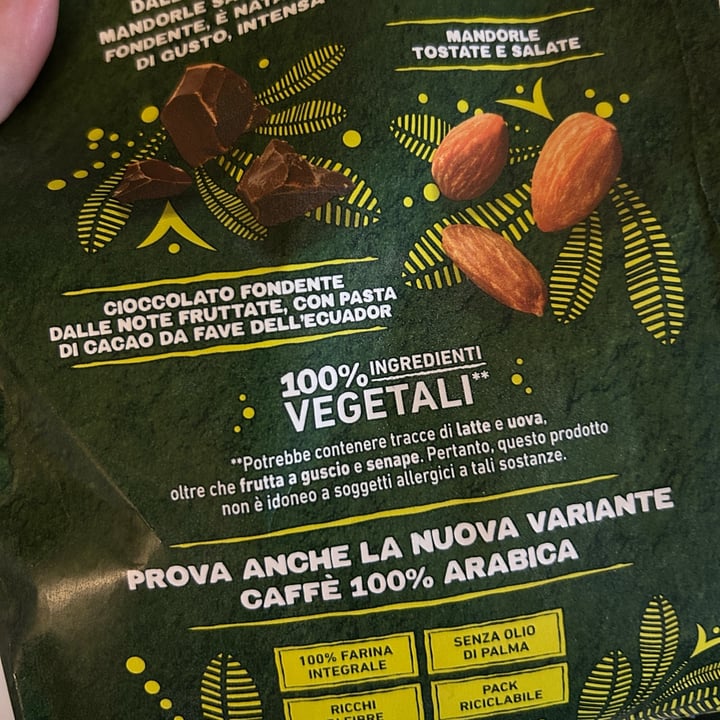 MANDORLE
FONDENTE, È
DI GUSTO, INTENSA
MANDORLE
TOSTATE E SALATE
CIOCCOLATO FONDENTE
DALLE NOTE FRUTTATE, CON PASTA
DI CACAO DA FAVE DELL'ECUADOR
100% INGREDIENTI
VEGETALI**
**Potrebbe contenere tracce di latte e uova,
oltre che frutta a guscio e senape. Pertanto, questo prodotto
non è idoneo a soggetti allergici a tali sostanze.
PROVA ANCHE LA NUOVA VARIANTE
CAFFÈ 100% ARABICA
100% FARINA
INTEGRALE
SENZA OLIO
DI PALMA
RICCHI
PACK
RICICLABILE